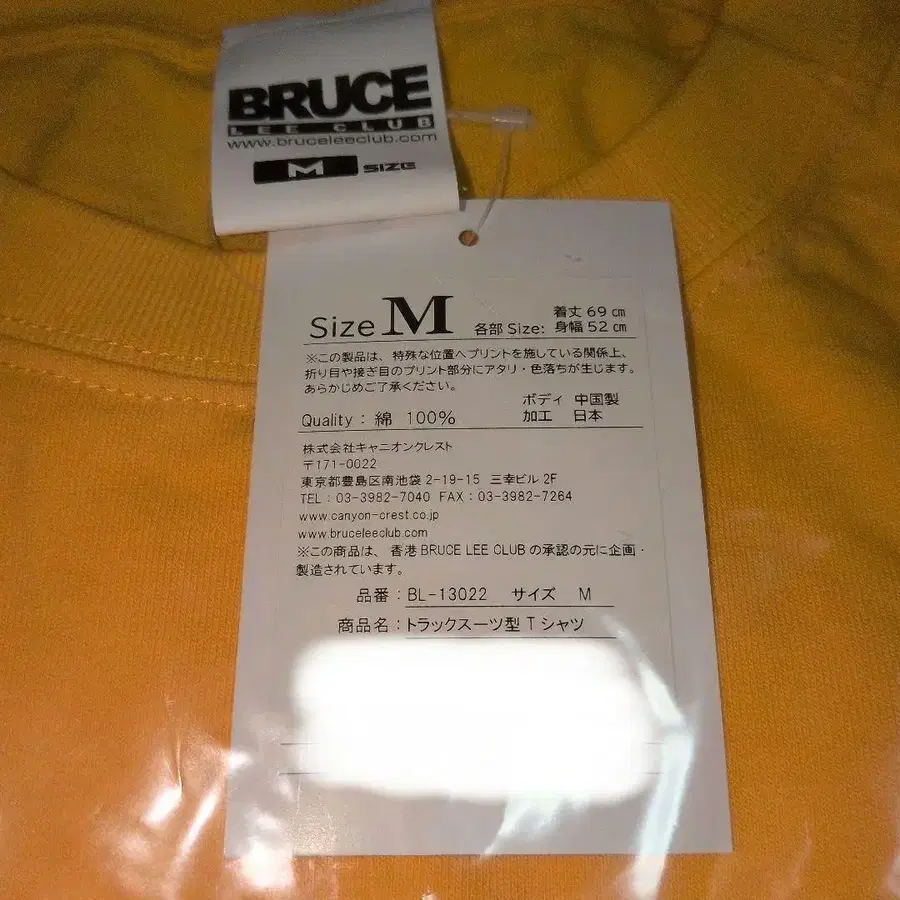 BRUCE
LEE CLUB
www.bruceleeclub.com
M SIZE
Size M 各部 Size: 着丈 69 ㎝
身幅 52 ㎝
※この製品は、特殊な位置へプリントを施している関係上、
折り目や接ぎ目のプリント部分にアタリ・色落が生じます。
あらかじめご了承ください。
ボディ 中国製
Quality : 綿 100% 加工 日本
株式会社キャニオンクレスト
〒171-0022
東京都豊島区南池袋 2-19-15 三幸ビル 2F
TEL : 03-3982-7040 FAX : 03-3982-7264
www.canyon-crest.co.jp
www.bruceleeclub.com
※この商品は、香港 BRUCE LEE CLUB の承認の元に企画・
製造されています。
品番 : BL-13022 サイズ M
商品名 : トラックスーツ型 T シャツ